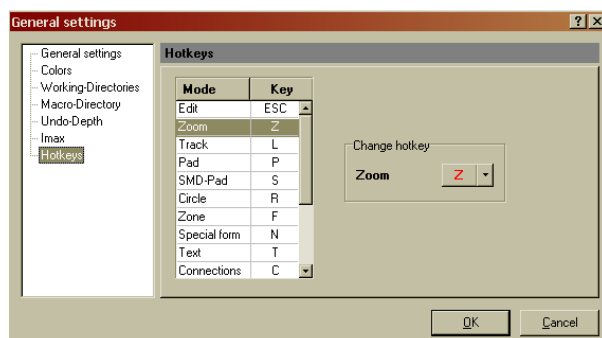 General settings
General settings
Colors
Working-Directories
Macro-Directory
Undo-Depth
Imax
Hotkeys
Hotkeys
Mode Key
Edit ESC
Zoom Z
Track L
Pad P
SMD-Pad S
Circle R
Zone F
Special form N
Text T
Connections C
Change hotkey
Zoom Z
OK Cancel